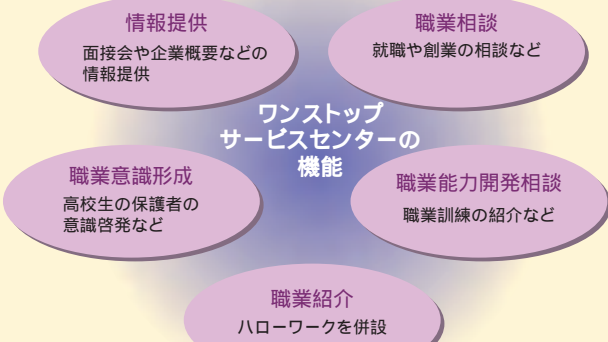 情報提供
面接会や企業概要などの
情報提供
職業相談
就職や創業の相談など
ワンストップ
サービスセンターの
機能
職業意識形成
高校生の保護者の
意識啓発など
職業能力開発相談
職業訓練の紹介など
職業紹介
ハローワークを併設